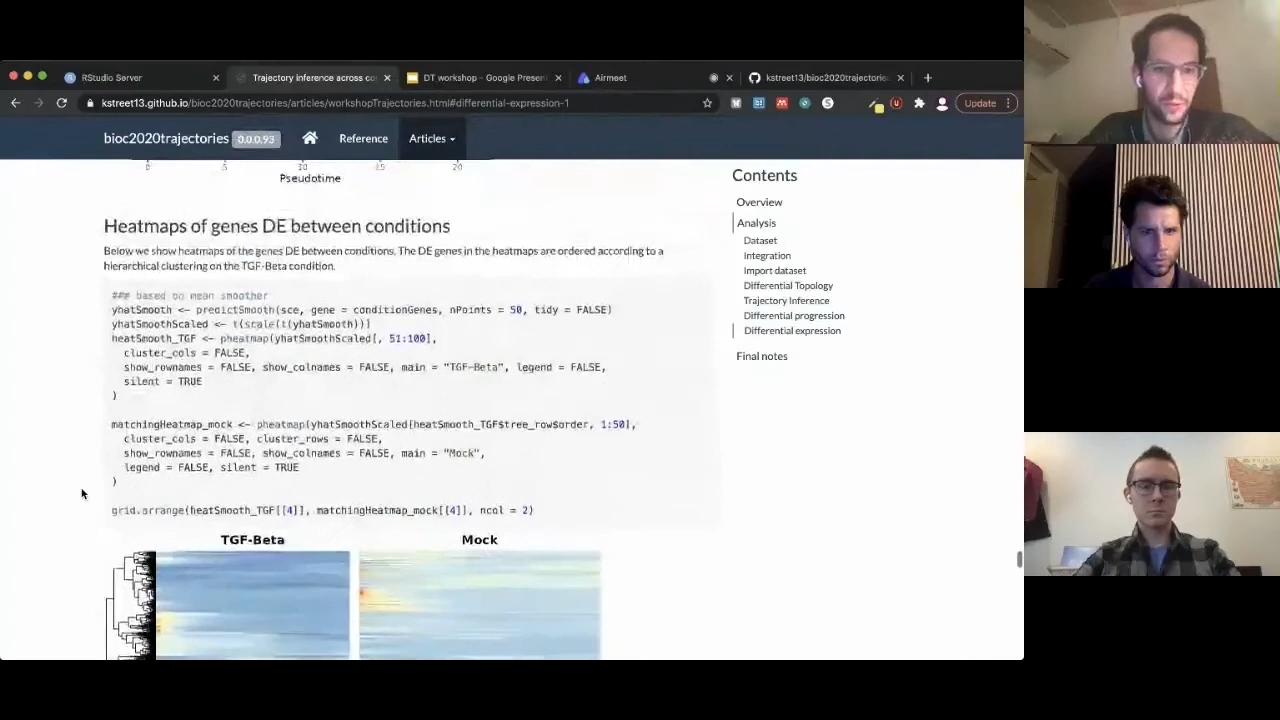 RStudio Server
Trajectory inference across co
DT workshop – Google Present
Airmeet
kstreet13/bioc2020trajectorie
kstreet13.github.io/bioc2020trajectories/articles/workshopTrajectories.html#differential-expression-1
Update
bioc2020trajectories 0.0.0.93
Reference
Articles
0 5 10 15 20
Pseudotime
Heatmaps of genes DE between conditions
Below we show heatmaps of the genes DE between conditions. The DE genes in the heatmaps are ordered according to a
hierarchical clustering on the TGF-Beta condition.
### based on mean smoother
yhatSmooth <- predictSmooth(sce, gene = conditionGenes, nPoints = 50, tidy = FALSE)
yhatSmoothScaled <- t(scale(t(yhatSmooth)))
heatSmooth_TGF <- pheatmap(yhatSmoothScaled[, 51:100],
cluster_cols = FALSE,
show_rownames = FALSE, show_colnames = FALSE, main = "TGF-Beta", legend = FALSE,
silent = TRUE
)
matchingHeatmap_mock <- pheatmap(yhatSmoothScaled[heatSmooth_TGF$tree_row$order, 1:50],
cluster_cols = FALSE, cluster_rows = FALSE,
show_rownames = FALSE, show_colnames = FALSE, main = "Mock",
legend = FALSE, silent = TRUE
)
grid.arrange(heatSmooth_TGF[[4]], matchingHeatmap_mock[[4]], ncol = 2)
TGF-Beta
Mock
Contents
Overview
Analysis
Dataset
Integration
Import dataset
Differential Topology
Trajectory Inference
Differential progression
Differential expression
Final notes